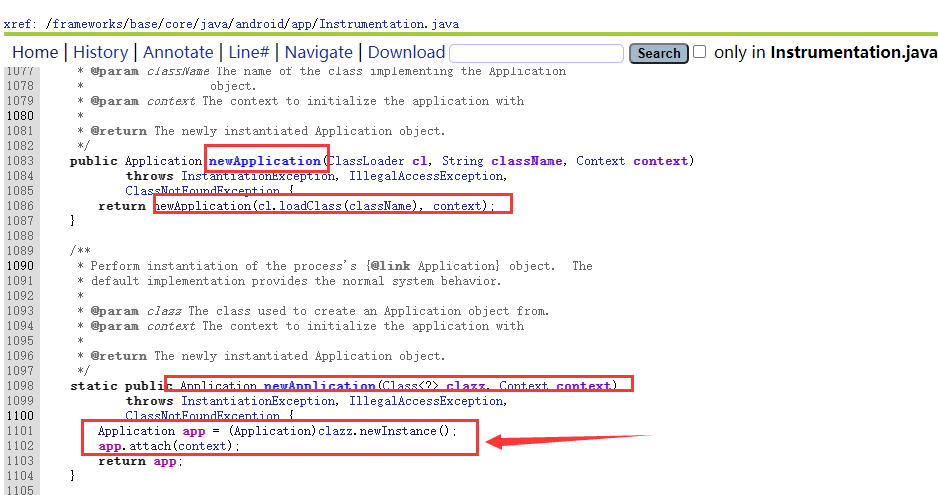 xref: /frameworks/base/core/java/android/app/Instrumentation.java
Home | History | Annotate | Line# | Navigate | Download Search only in Instrumentation.java
1077 * @param className The name of the class implementing the Application
1078 * object.
1079 * @param context The context to initialize the application with
1080 *
1081 * @return The newly instantiated Application object.
1082 */
1083 public Application newApplication(ClassLoader cl, String className, Context context)
1084 throws InstantiationException, IllegalAccessException,
1085 ClassNotFoundException {
1086 return newApplication(cl.loadClass(className), context);
1087 }
1088
1089 /**
1090 * Perform instantiation of the process's {@link Application} object. The
1091 * default implementation provides the normal system behavior.
1092 *
1093 * @param clazz The class used to create an Application object from.
1094 * @param context The context to initialize the application with
1095 *
1096 * @return The newly instantiated Application object.
1097 */
1098 static public Application newApplication(Class<?> clazz, Context context)
1099 throws InstantiationException, IllegalAccessException,
1100 ClassNotFoundException {
1101 Application app = (Application)clazz.newInstance();
1102 app.attach(context);
1103 return app;
1104 }
1105